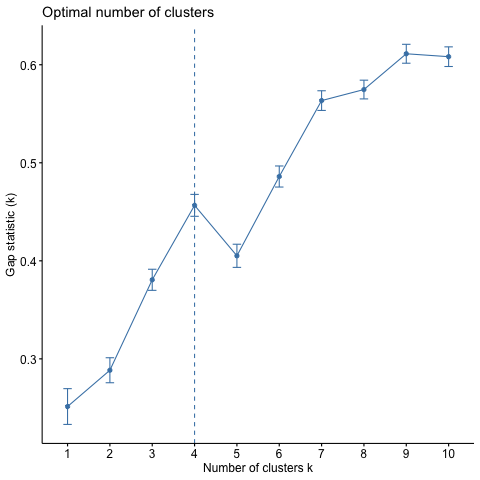 Optimal number of clusters
Gap statistic (k)
0.6
0.5
0.4
0.3
1 2 3 4 5 6 7 8 9 10
Number of clusters k